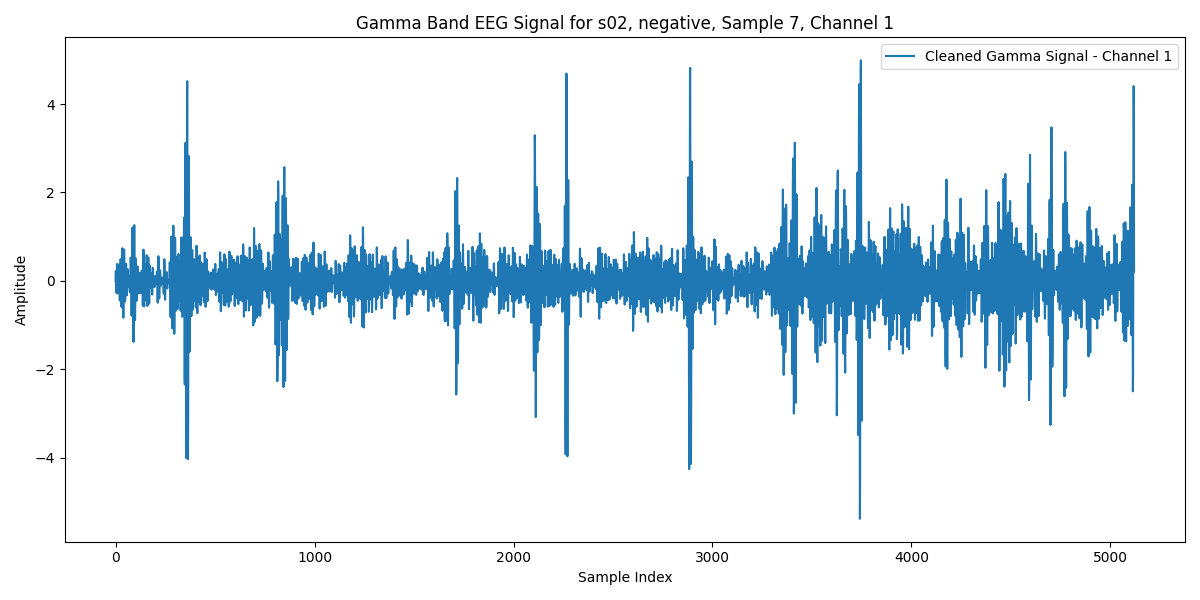 Gamma Band EEG Signal for s02, negative, Sample 7, Channel 1
Cleaned Gamma Signal - Channel 1
Amplitude
4
2
0
−2
−4
0 1000 2000 3000 4000 5000
Sample Index